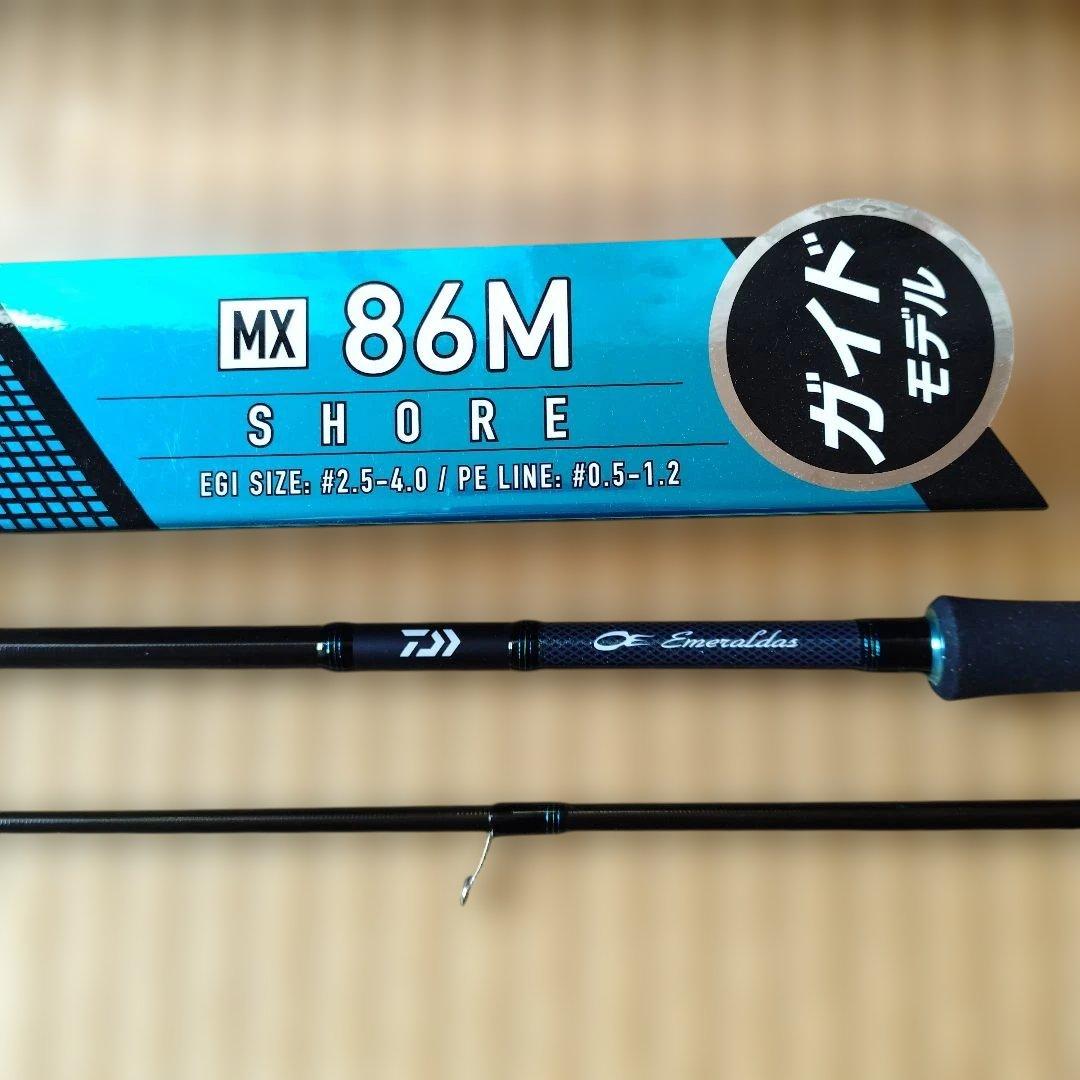 MX 86M
SHORE
EGI SIZE: #2.5-4.0 / PE LINE: #0.5-1.2
ガイド
モデル
Emeraldas